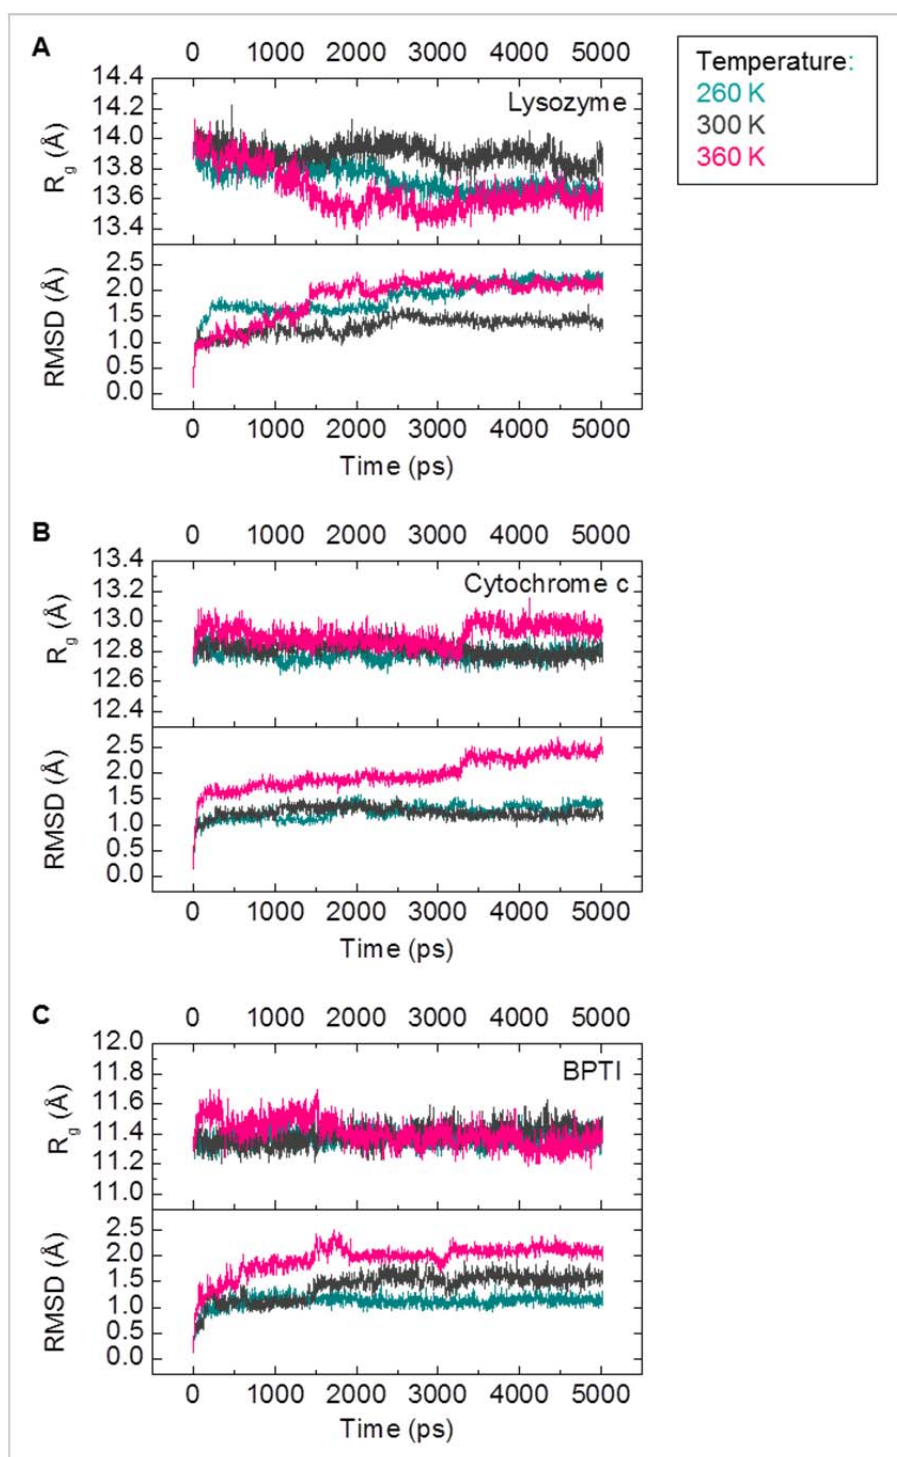 A
0 1000 2000 3000 4000 5000
Temperature:
260 K
300 K
360 K
Lysozyme
Rg (Å)
14.4
14.2
14.0
13.8
13.6
13.4
RMSD (Å)
2.5
2.0
1.5
1.0
0.5
0.0
0 1000 2000 3000 4000 5000
Time (ps)
B
0 1000 2000 3000 4000 5000
Cytochrome c
Rg (Å)
13.4
13.2
13.0
12.8
12.6
12.4
RMSD (Å)
2.5
2.0
1.5
1.0
0.5
0.0
0 1000 2000 3000 4000 5000
Time (ps)
C
0 1000 2000 3000 4000 5000
BPTI
Rg (Å)
12.0
11.8
11.6
11.4
11.2
11.0
RMSD (Å)
2.5
2.0
1.5
1.0
0.5
0.0
0 1000 2000 3000 4000 5000
Time (ps)